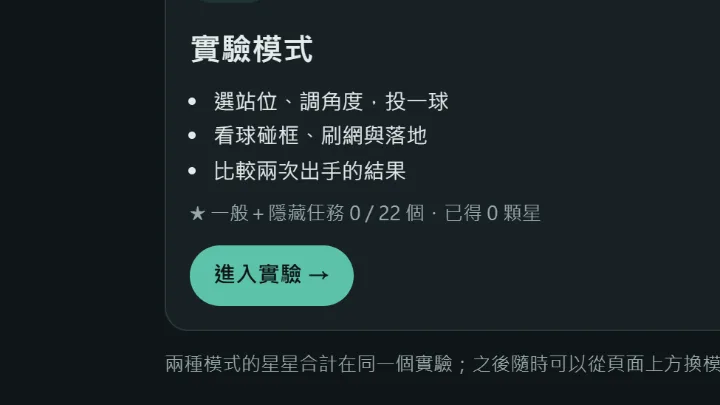 實驗模式
• 選站位、調角度，投一球
• 看球碰框、刷網與落地
• 比較兩次出手的結果
★ 一般 + 隱藏任務 0 / 22 個 · 已得 0 顆星
進入實驗 →
兩種模式的星星合計在同一個實驗；之後隨時可以從頁面上方換模